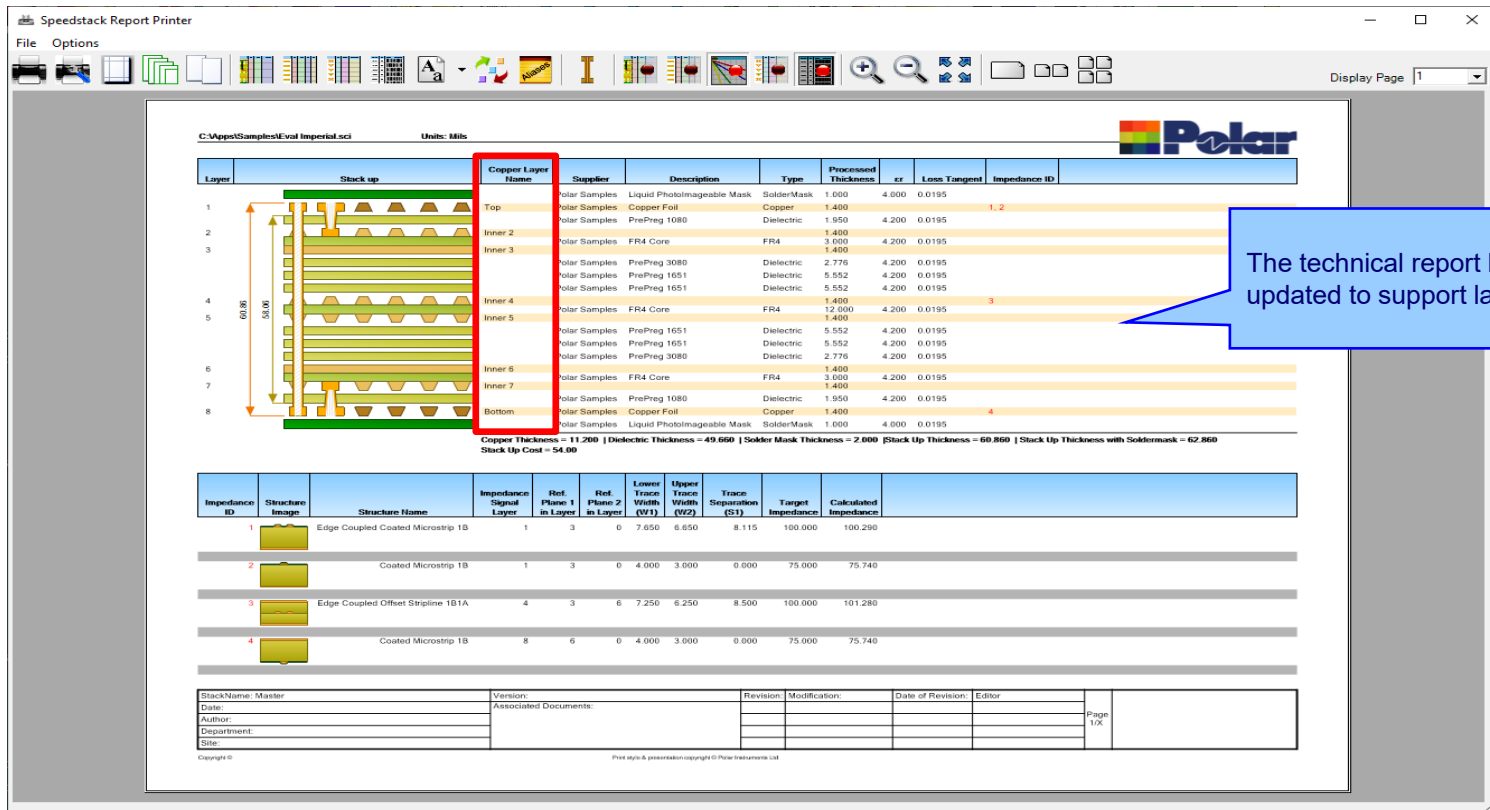 Speedstack Report Printer
File Options
Aliases
Display Page 1
C:\Apps\Samples\Eval Imperial.sci Units: Mils
Polar
Layer Stack up Copper Layer Name Supplier Description Type Processed Thickness εr Loss Tangent Impedance ID
Polar Samples Liquid PhotoImageable Mask SolderMask 1.000 4.000 0.0195
1 Top Polar Samples Copper Foil Copper 1.400 1, 2
Polar Samples PrePreg 1080 Dielectric 1.950 4.200 0.0195
2 Inner 2 1.400
Polar Samples FR4 Core FR4 3.000 4.200 0.0195
3 Inner 3 1.400
Polar Samples PrePreg 3080 Dielectric 2.776 4.200 0.0195
Polar Samples PrePreg 1651 Dielectric 5.552 4.200 0.0195
Polar Samples PrePreg 1651 Dielectric 5.552 4.200 0.0195
4 Inner 4 1.400 3
60.86 58.06
Polar Samples FR4 Core FR4 12.000 4.200 0.0195
5 Inner 5 1.400
Polar Samples PrePreg 1651 Dielectric 5.552 4.200 0.0195
Polar Samples PrePreg 1651 Dielectric 5.552 4.200 0.0195
Polar Samples PrePreg 3080 Dielectric 2.776 4.200 0.0195
6 Inner 6 1.400
Polar Samples FR4 Core FR4 3.000 4.200 0.0195
7 Inner 7 1.400
Polar Samples PrePreg 1080 Dielectric 1.950 4.200 0.0195
8 Bottom Polar Samples Copper Foil Copper 1.400 4
Polar Samples Liquid PhotoImageable Mask SolderMask 1.000 4.000 0.0195
Copper Thickness = 11.200 | Dielectric Thickness = 49.660 | Solder Mask Thickness = 2.000 |Stack Up Thickness = 60.860 | Stack Up Thickness with Soldermask = 62.860
Stack Up Cost = 54.00
The technical report
updated to support
Impedance ID Structure Image Structure Name Impedance Signal Layer Ref. Plane 1 in Layer Ref. Plane 2 in Layer Lower Trace Width (W1) Upper Trace Width (W2) Trace Separation (S1) Target Impedance Calculated Impedance
1 Edge Coupled Coated Microstrip 1B 1 3 0 7.650 6.650 8.115 100.000 100.290
2 Coated Microstrip 1B 1 3 0 4.000 3.000 0.000 75.000 75.740
3 Edge Coupled Offset Stripline 1B1A 4 3 6 7.250 6.250 8.500 100.000 101.280
4 Coated Microstrip 1B 8 6 0 4.000 3.000 0.000 75.000 75.740
StackName: Master Version: Revision: Modification: Date of Revision: Editor
Date: Associated Documents:
Author: Page 1/X
Department:
Site:
Copyright © Print style & presentation copyright © Polar Instruments Ltd